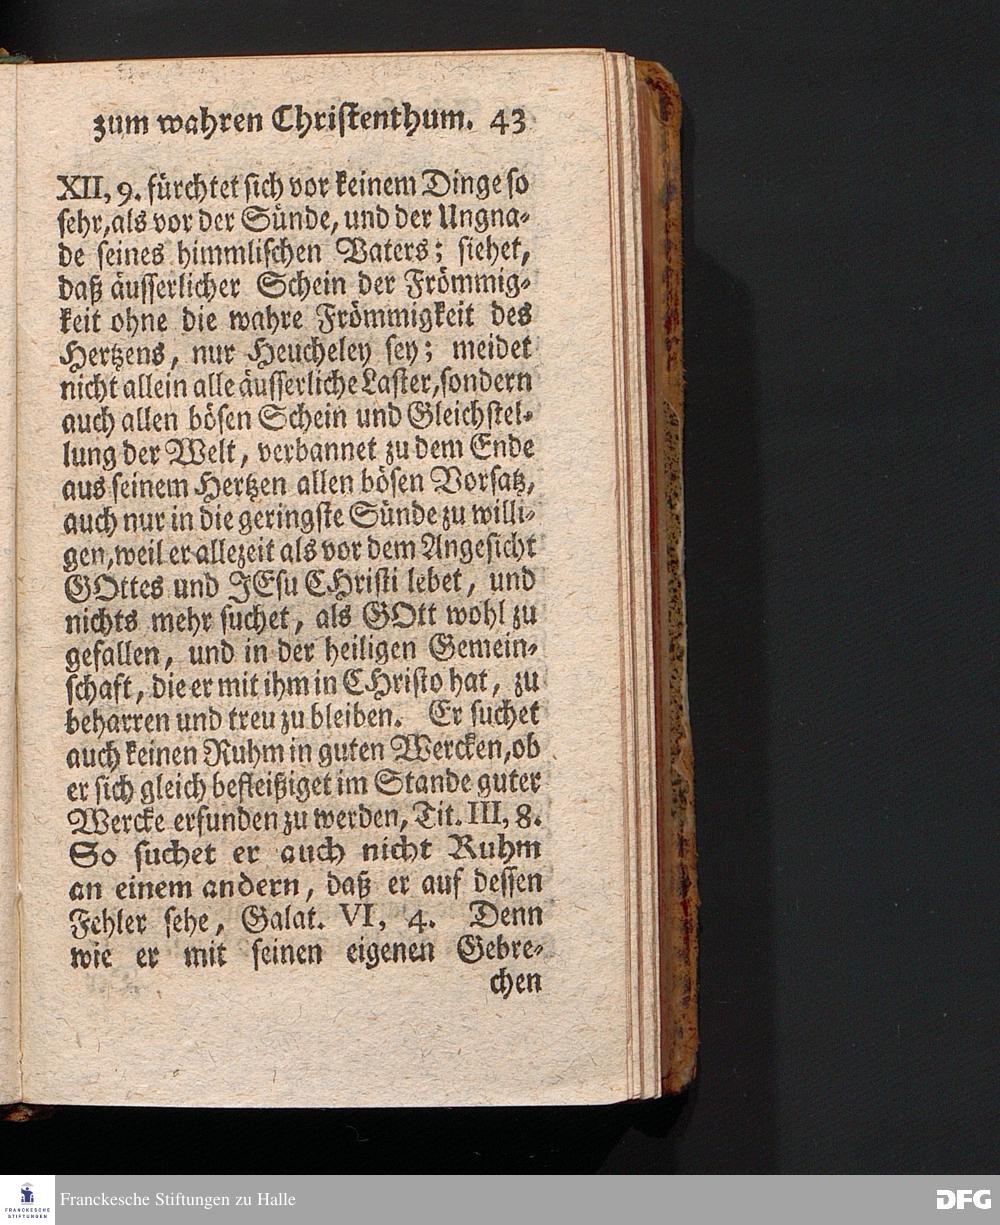 zum wahren Christenthum. 43
XII, 9. fürchtet sich vor keinem Dinge so
sehr, als vor der Sünde, und der Ungna-
de seines himmlischen Vaters; siehet,
daß äusserlicher Schein der Frömmig-
keit ohne die wahre Frömmigkeit des
Hertzens, nur Heucheley sey; meidet
nicht allein alle äusserliche Laster, sondern
auch allen bösen Schein und Gleichstel-
lung der Welt, verbannet zu dem Ende
aus seinem Hertzen allen bösen Vorsatz,
auch nur in die geringste Sünde zu willi-
gen, weil er allezeit als vor dem Angesicht
GOttes und JEsu CHristi lebet, und
nichts mehr suchet, als GOtt wohl zu
gefallen, und in der heiligen Gemein-
schaft, die er mit ihm in CHristo hat, zu
beharren und treu zu bleiben. Er suchet
auch keinen Ruhm in guten Wercken, ob
er sich gleich befleißiget im Stande guter
Wercke erfunden zu werden, Tit. III, 8.
So suchet er auch nicht Ruhm
an einem andern, daß er auf dessen
Fehler sehe, Galat. VI, 4. Denn
wie er mit seinen eigenen Gebre-
chen
FRANCKESCHE
STIFTUNGEN
Franckesche Stiftungen zu Halle
DFG